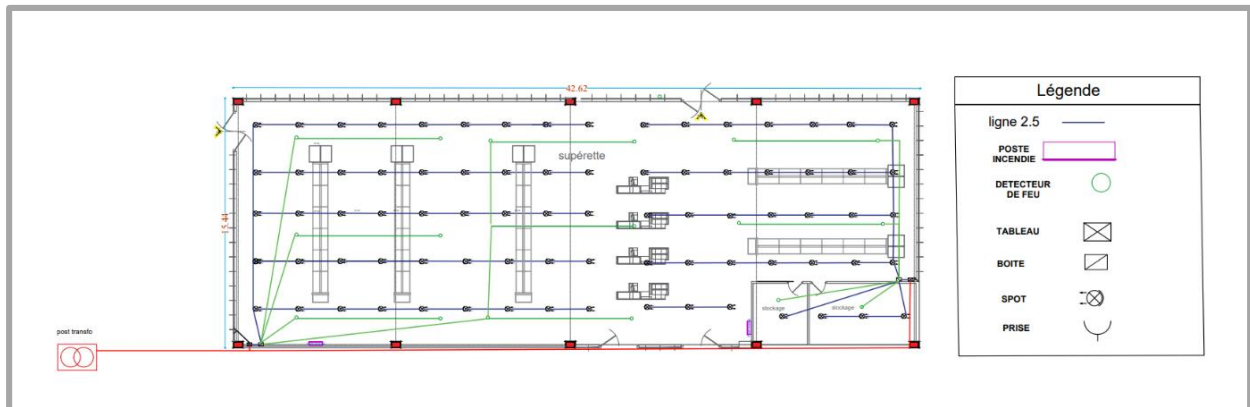 42.62
15.44
supérette
stockage
stockage
post transfo
Légende
ligne 2.5
POSTE
INCENDIE
DETECTEUR
DE FEU
TABLEAU
BOITE
SPOT
PRISE